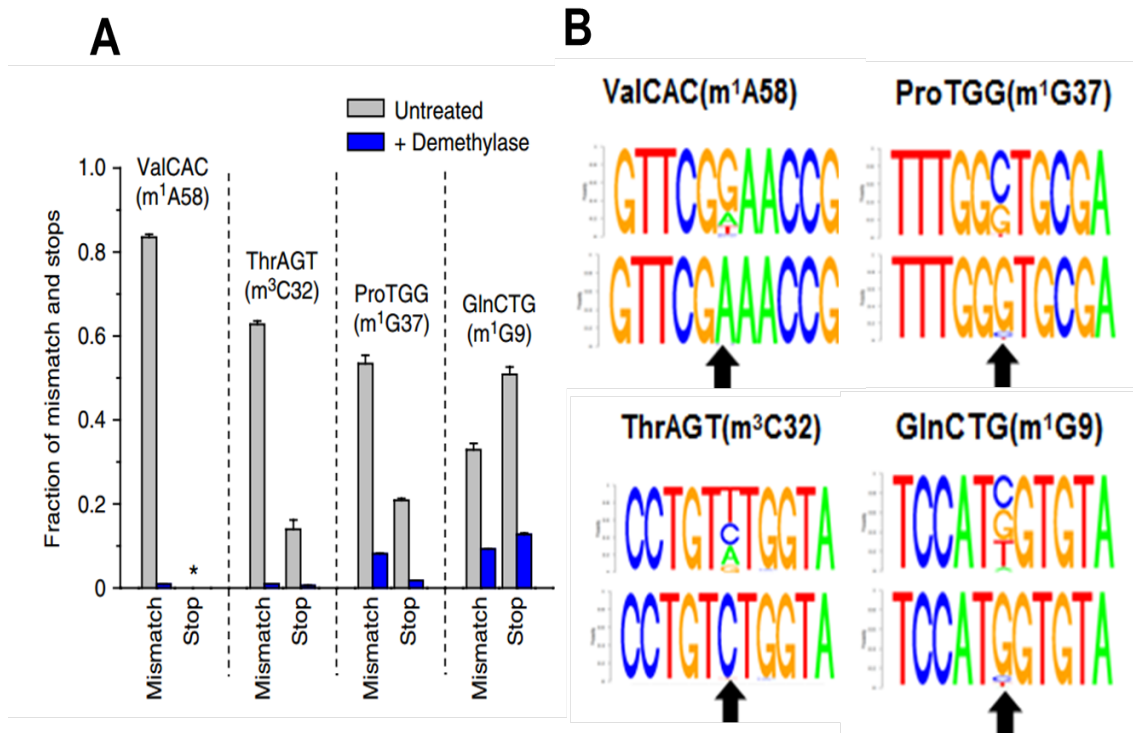 A
Untreated
+ Demethylase
Fraction of mismatch and stops
1.0
0.8
0.6
0.4
0.2
0
ValCAC
(m¹A58)
ThrAGT
(m³C32)
ProTGG
(m¹G37)
GlnCTG
(m¹G9)
*
Mismatch
Stop
Mismatch
Stop
Mismatch
Stop
Mismatch
Stop
B
ValCAC(m¹A58)
GTTCGGAACCG
A
T
GTTCGAAACCG
ProTGG(m¹G37)
TTTGGCTGCGA
G
TTTGGGTGCGA
ThrAGT(m³C32)
CCTGTTTGGTA
C
A
G
CCTGTCTGGTA
GlnCTG(m¹G9)
TCCATCGTGTA
G
T
TCCATGGTGTA